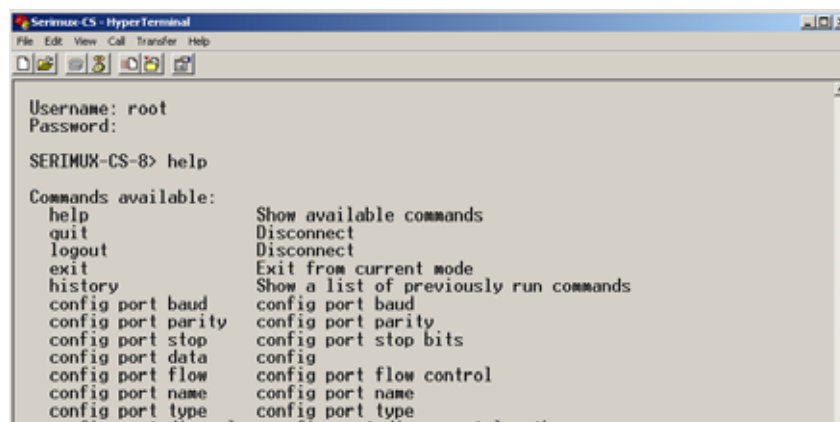 Serimux-CS - HyperTerminal
File Edit View Call Transfer Help
Username: root
Password:
SERIMUX-CS-8> help
Commands available:
help Show available commands
quit Disconnect
logout Disconnect
exit Exit from current mode
history Show a list of previously run commands
config port baud config port baud
config port parity config port parity
config port stop config port stop bits
config port data config
config port flow config port flow control
config port name config port name
config port type config port type